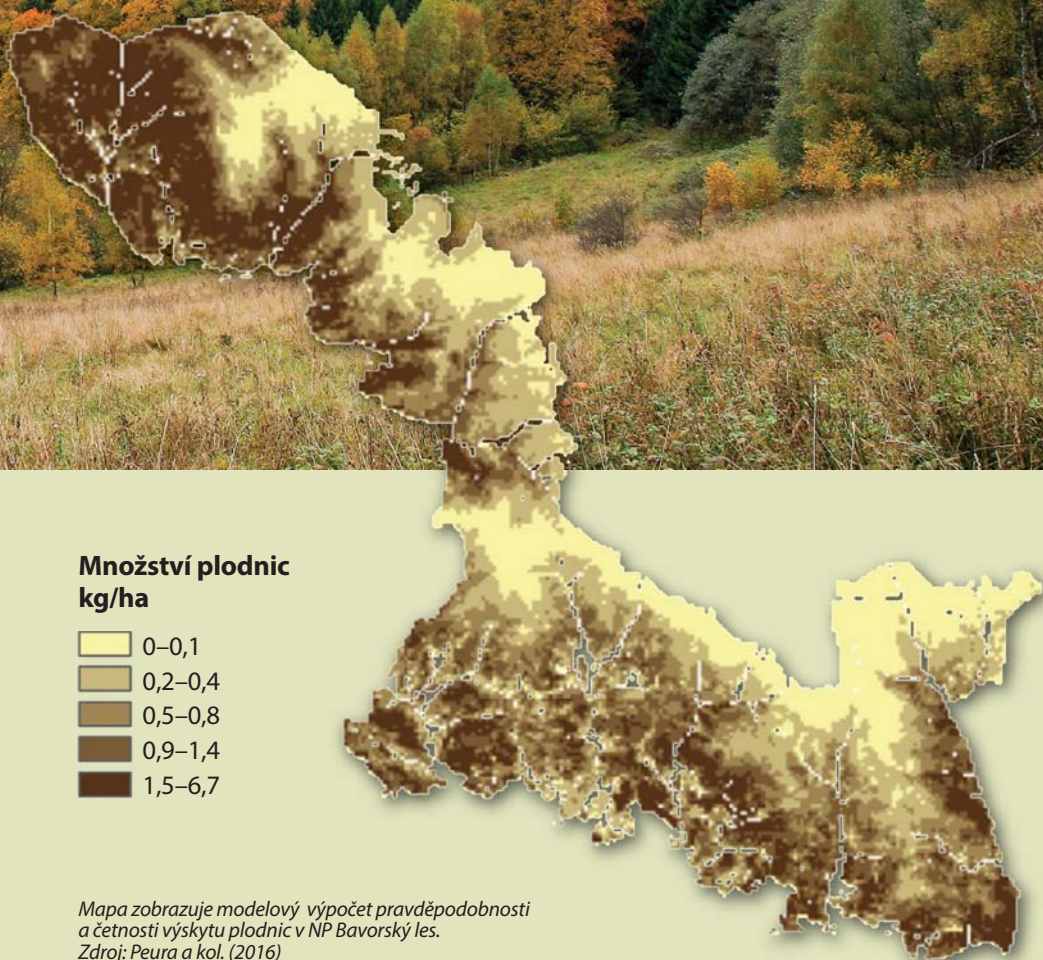 Množství plodnic
kg/ha
0–0,1
0,2–0,4
0,5–0,8
0,9–1,4
1,5–6,7
Mapa zobrazuje modelový výpočet pravděpodobnosti
a četnosti výskytu plodnic v NP Bavorský les.
Zdroj: Peura a kol. (2016)